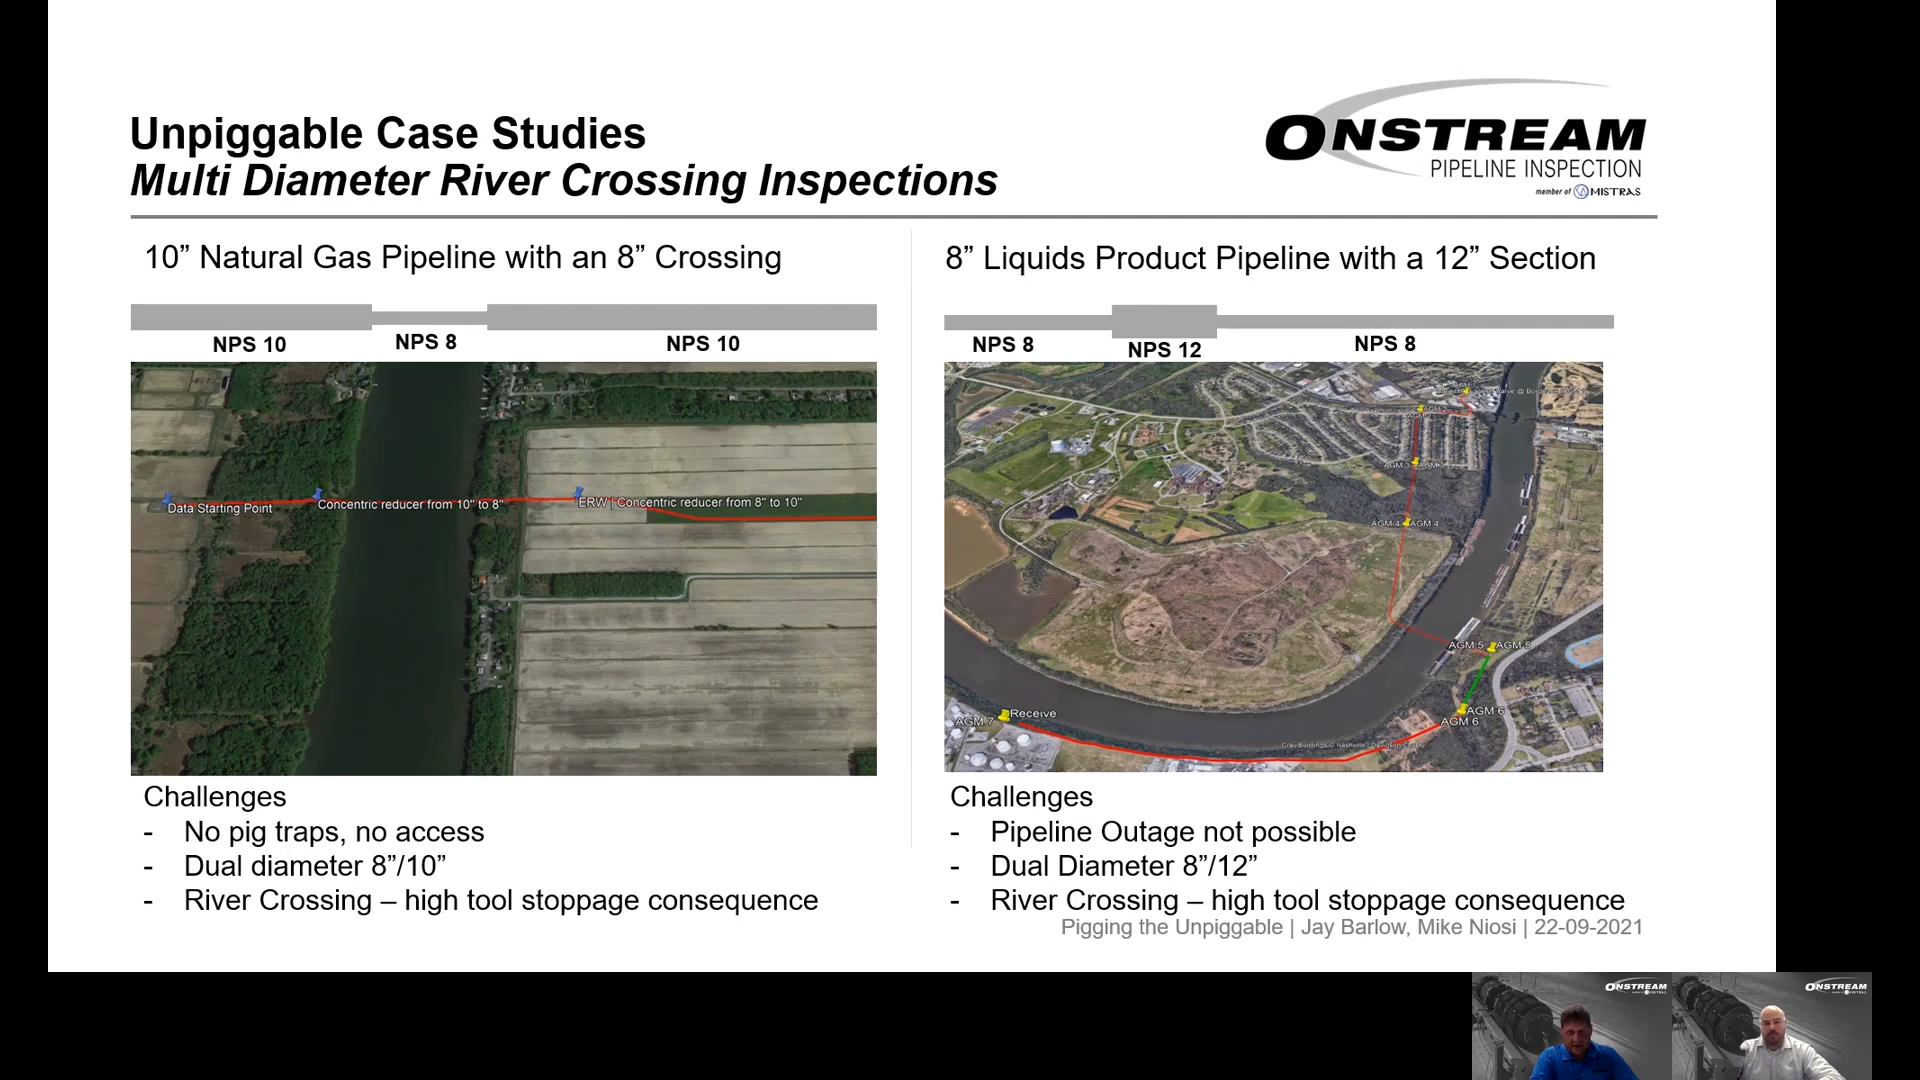 Unpiggable Case Studies
Multi Diameter River Crossing Inspections
ONSTREAM
PIPELINE INSPECTION
member of MISTRAS
10” Natural Gas Pipeline with an 8” Crossing
NPS 10
NPS 8
NPS 10
Data Starting Point
Concentric reducer from 10" to 8"
ERW | Concentric reducer from 8" to 10"
Challenges
- No pig traps, no access
- Dual diameter 8”/10”
- River Crossing – high tool stoppage consequence
8” Liquids Product Pipeline with a 12” Section
NPS 8
NPS 12
NPS 8
AGM 3 AGM 3
AGM 4 AGM 4
AGM 5 AGM 5
AGM 6
AGM 6
Receive
AGM 7
Challenges
- Pipeline Outage not possible
- Dual Diameter 8”/12”
- River Crossing – high tool stoppage consequence
Pigging the Unpiggable | Jay Barlow, Mike Niosi | 22-09-2021
ONSTREAM
ONSTREAM